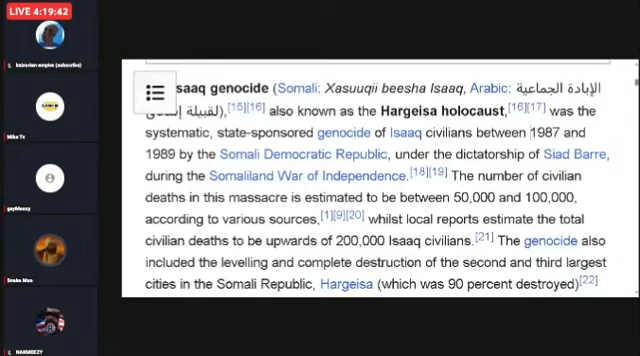 LIVE 4:19:42
kaiserian empire (subscribe)
Mike Tv
guyMeezy
Snake Man
NANMEEZY
saaq genocide (Somali: Xasuuqii beesha Isaaq, Arabic: الإبادة الجماعية
لقبيلة),[15][16] also known as the Hargeisa holocaust,[16][17] was the
systematic, state-sponsored genocide of Isaaq civilians between 1987 and
1989 by the Somali Democratic Republic, under the dictatorship of Siad Barre,
during the Somaliland War of Independence.[18][19] The number of civilian
deaths in this massacre is estimated to be between 50,000 and 100,000,
according to various sources,[1][9][20] whilst local reports estimate the total
civilian deaths to be upwards of 200,000 Isaaq civilians.[21] The genocide also
included the levelling and complete destruction of the second and third largest
cities in the Somali Republic, Hargeisa (which was 90 percent destroyed)[22]